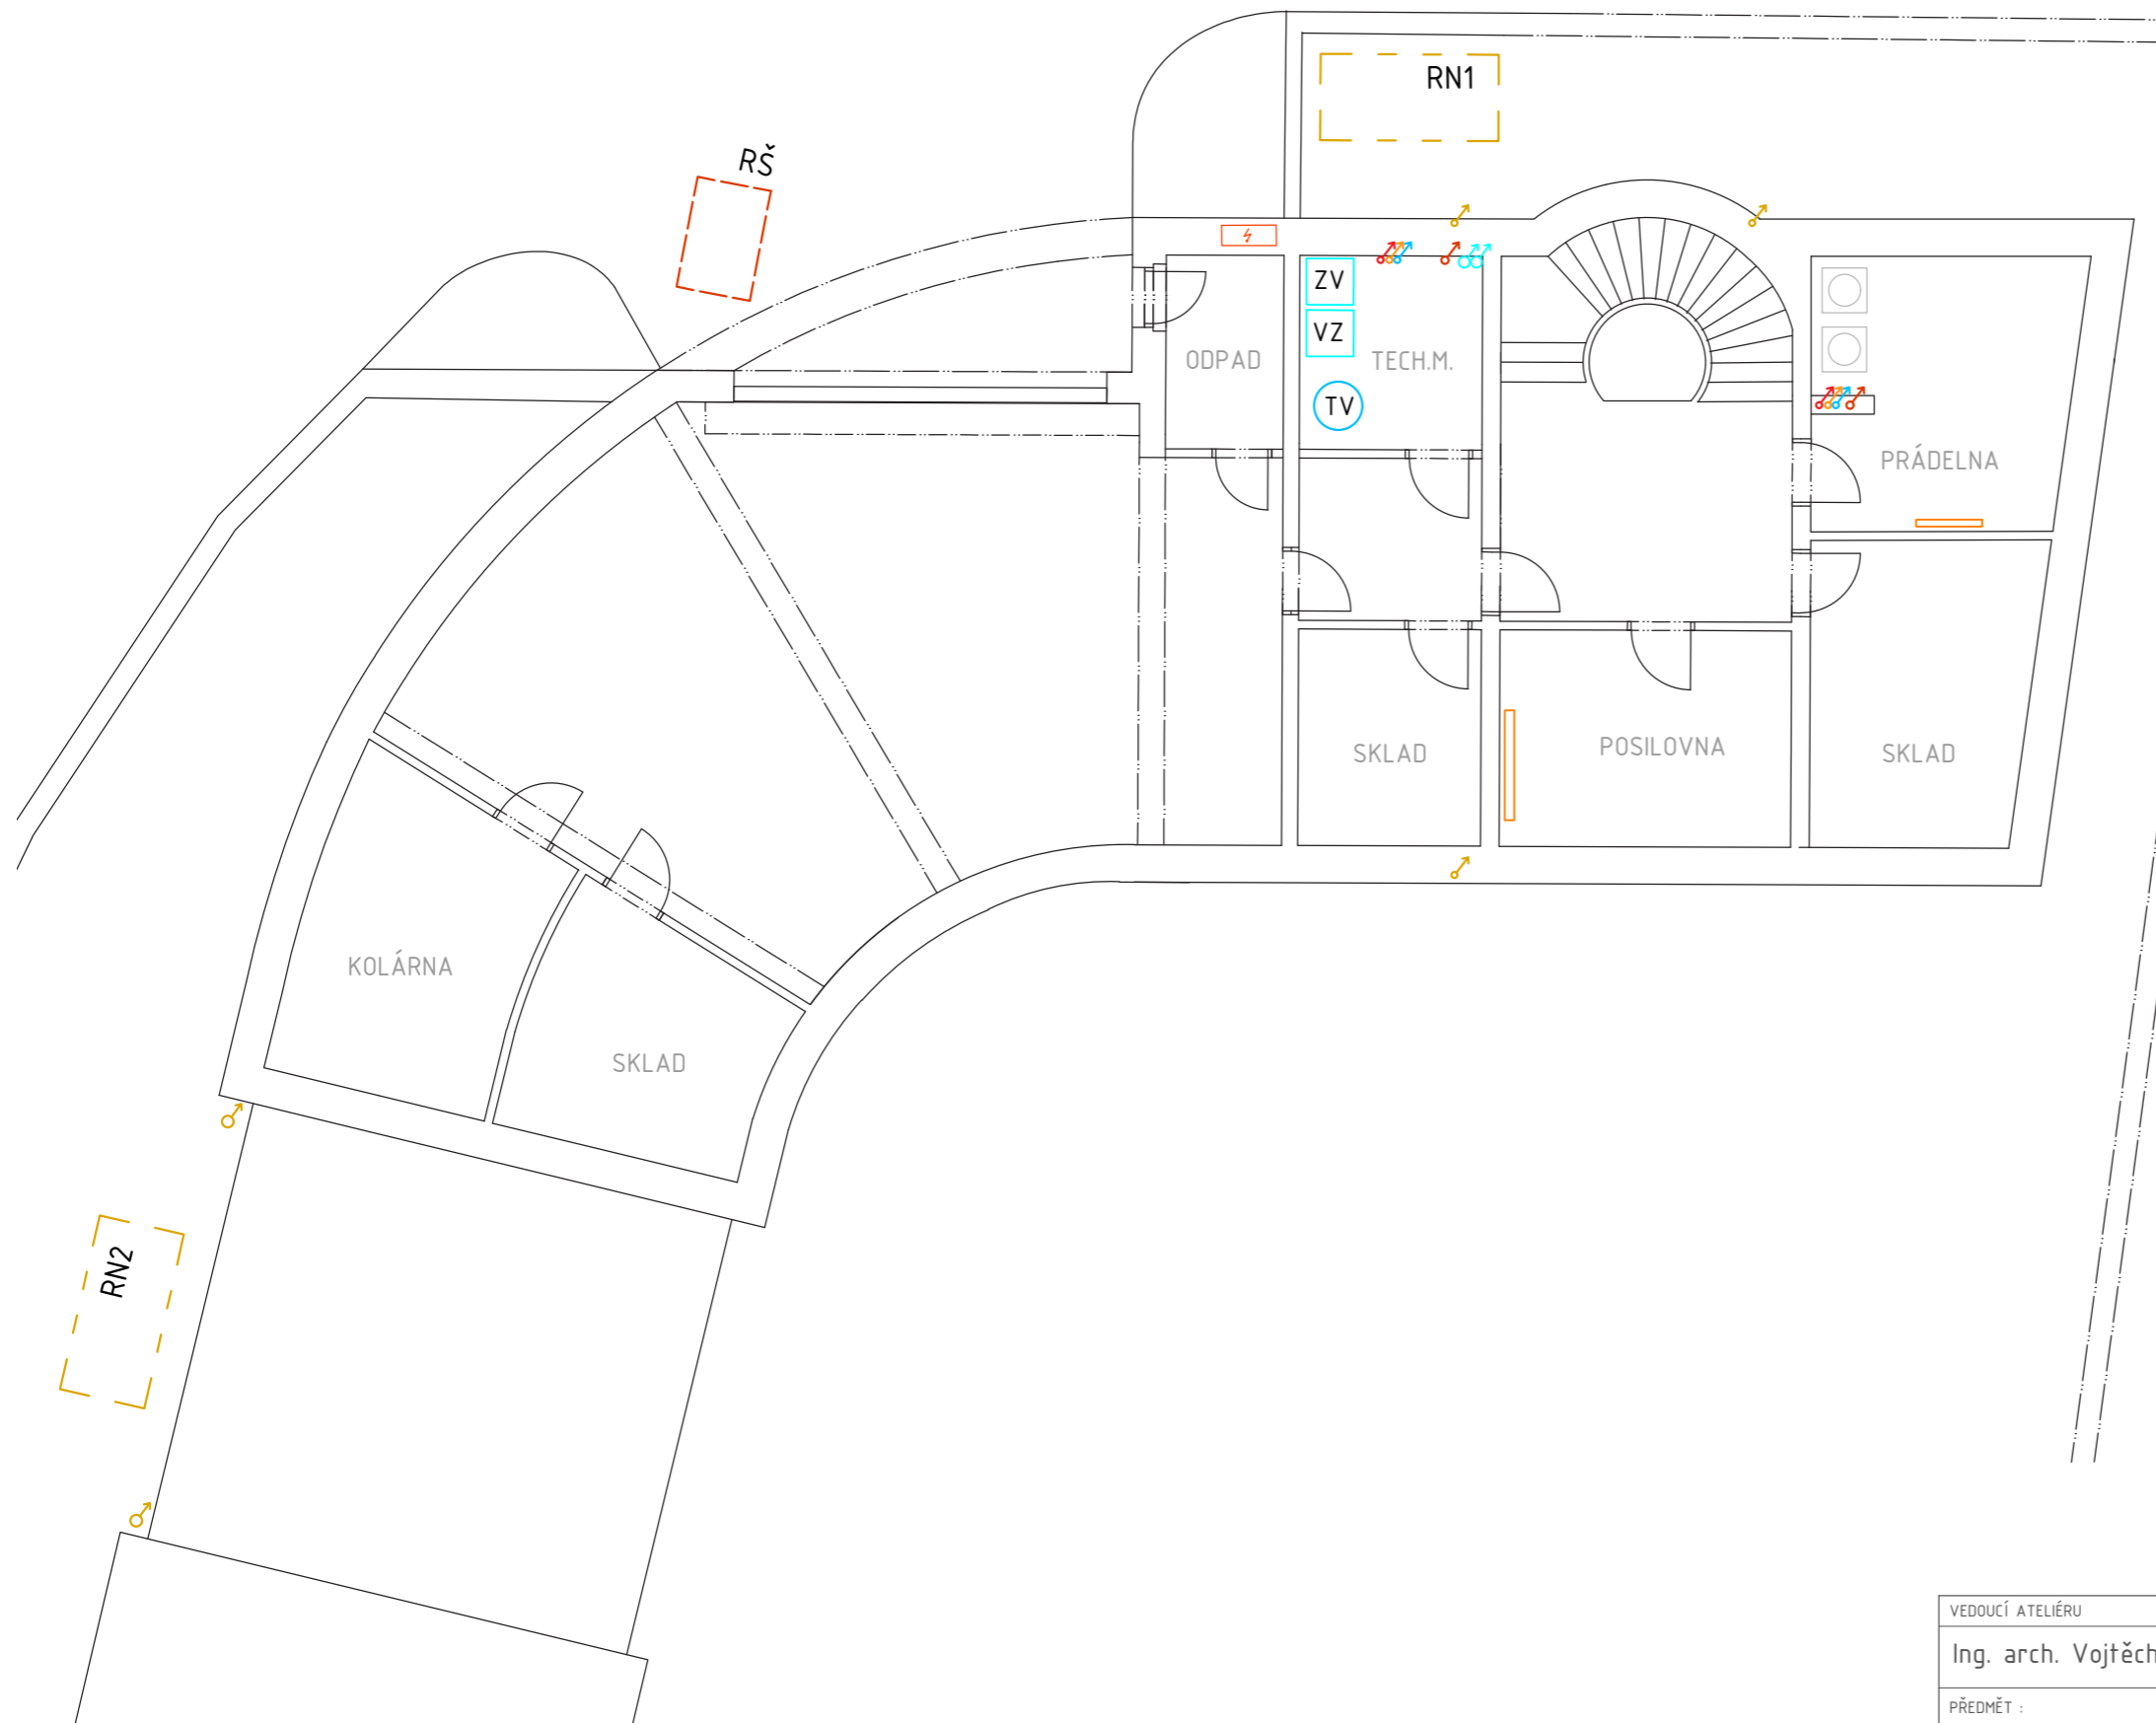 RN1
RŠ
ZV
VZ
ODPAD
TECH.M.
TV
PRÁDELNA
SKLAD
POSILOVNA
SKLAD
KOLÁRNA
SKLAD
RN2
VEDOUCÍ ATELIÉRU
Ing. arch. Vojtěch
PŘEDMĚT :